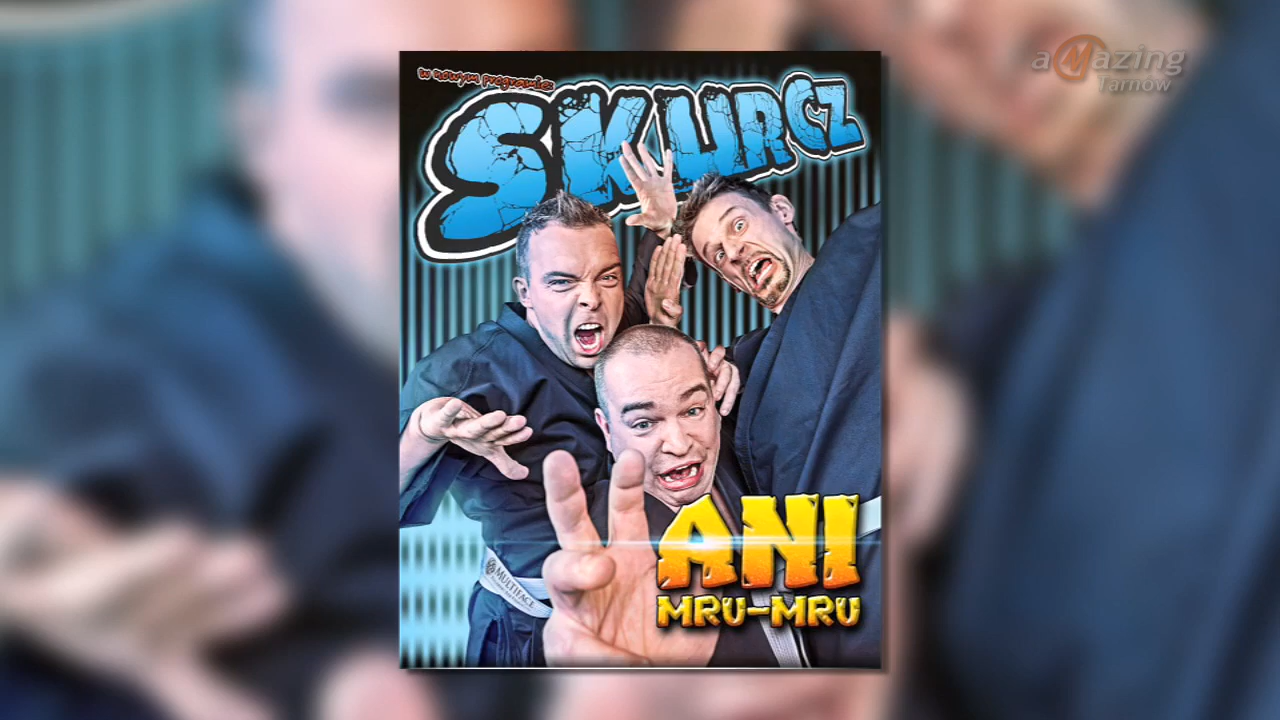 aMazing
Tarnów
w nowym programie:
SKURCZ
MULTIFACE
ANI
MRU-MRU